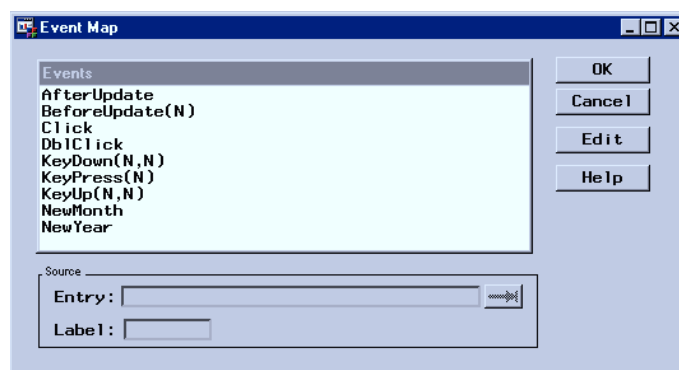 Event Map
Events
AfterUpdate
BeforeUpdate(N)
Click
DblClick
KeyDown(N,N)
KeyPress(N)
KeyUp(N,N)
NewMonth
NewYear
OK
Cancel
Edit
Help
Source
Entry:
Label: